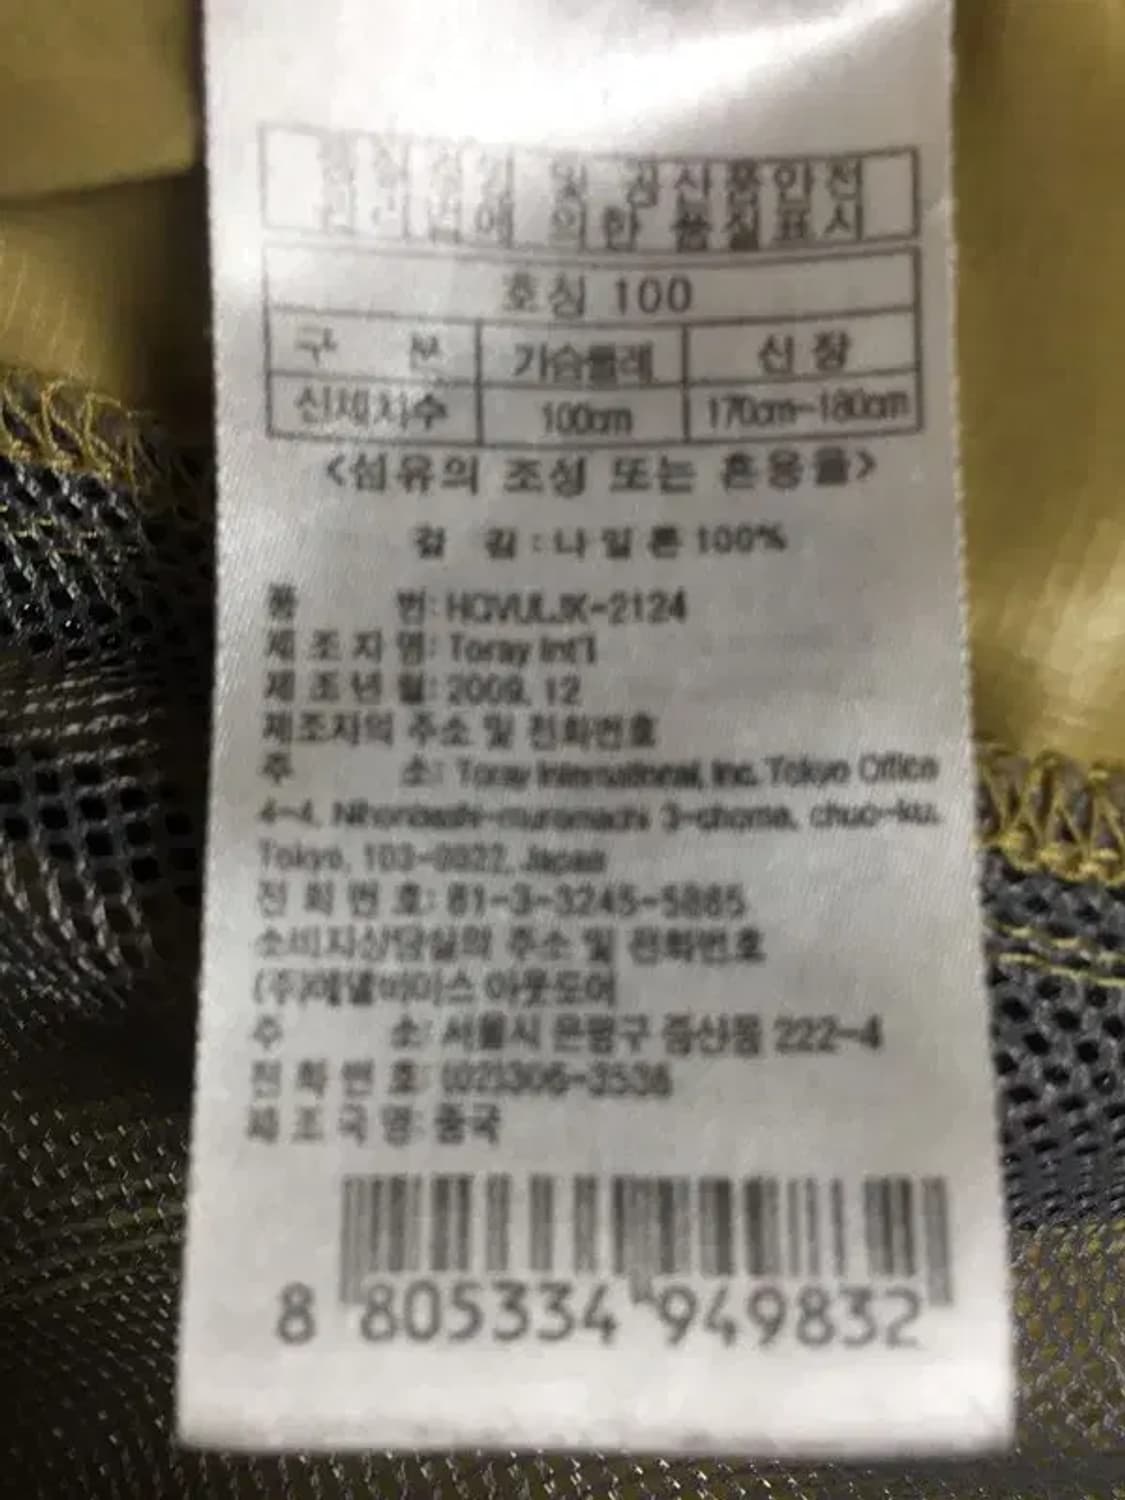 품질경영 및 공산품안전
관리법에 의한 품질표시
호칭 100
구 분 가슴둘레 신 장
신체치수 100cm 170cm-180cm
<섬유의 조성 또는 혼용율>
겉 감 : 나 일 론 100%
품 번: HGVULJK-2124
제 조 자 명: Toray Int'l
제 조 년 월: 2009. 12
제조자의 주소 및 전화번호
주 소: Toray International, Inc. Tokyo Office
4-4, Nihonbashi-muromachi 3-chome, chuo-ku,
Tokyo, 103-0022, Japan
전 화 번 호: 81-3-3245-5885
소비자상담실의 주소 및 전화번호
(주)에델바이스 아웃도어
주 소: 서울시 은평구 증산동 222-4
전 화 번 호: (02)306-3536
제 조 국 명: 중국
8 805334 949832